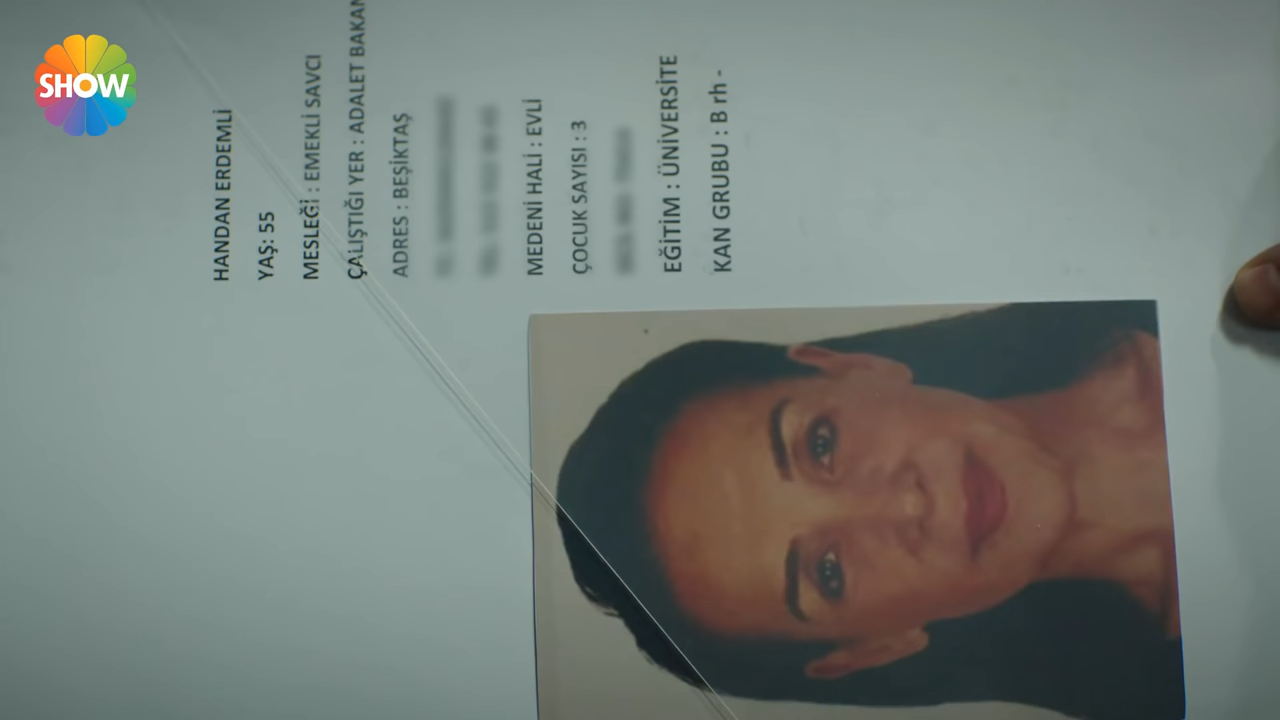 SHOW
HANDAN ERDEMLİ
YAŞ: 55
MESLEĞİ : EMEKLİ SAVCI
ÇALIŞTIĞI YER : ADALET BAKAN
ADRES : BEŞİKTAŞ
MEDENİ HALİ : EVLİ
ÇOCUK SAYISI : 3
EĞİTİM : ÜNİVERSİTE
KAN GRUBU : B rh -